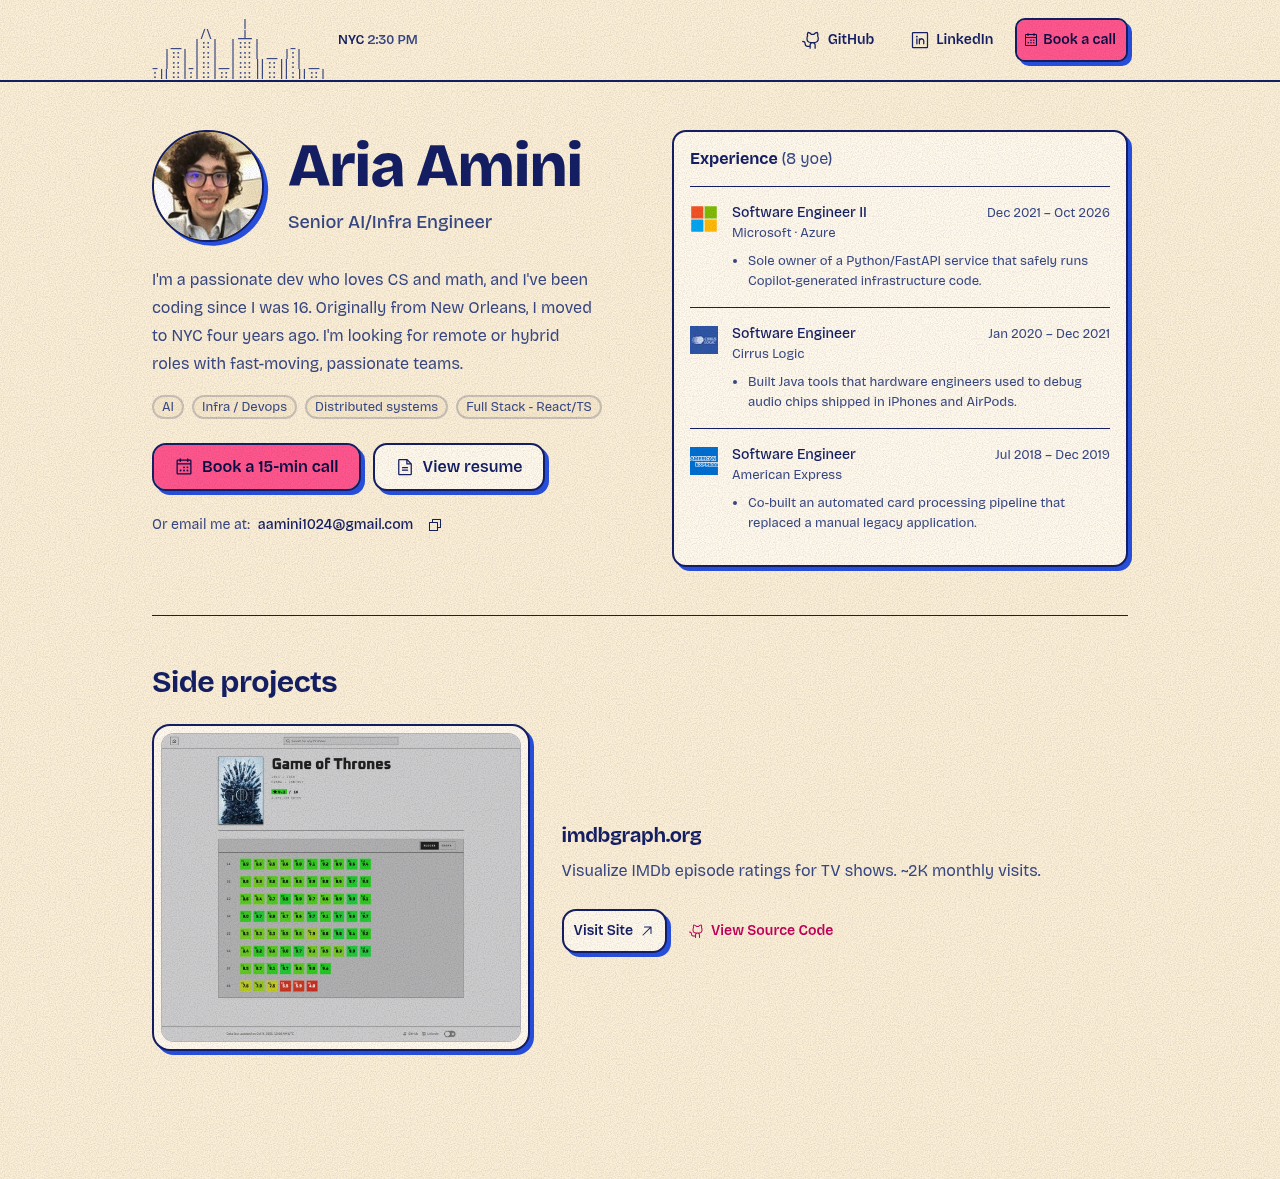 NYC 2:30 PM
GitHub
LinkedIn
Book a call
Aria Amini
Senior AI/Infra Engineer
I'm a passionate dev who loves CS and math, and I've been
coding since I was 16. Originally from New Orleans, I moved
to NYC four years ago. I'm looking for remote or hybrid
roles with fast-moving, passionate teams.
AI
Infra / Devops
Distributed systems
Full Stack - React/TS
Book a 15-min call
View resume
Or email me at: aamini1024@gmail.com
Experience (8 yoe)
Software Engineer II
Dec 2021 – Oct 2026
Microsoft · Azure
• Sole owner of a Python/FastAPI service that safely runs
Copilot-generated infrastructure code.
Software Engineer
Jan 2020 – Dec 2021
Cirrus Logic
• Built Java tools that hardware engineers used to debug
audio chips shipped in iPhones and AirPods.
AMERICAN
EXPRESS
Software Engineer
Jul 2018 – Dec 2019
American Express
• Co-built an automated card processing pipeline that
replaced a manual legacy application.
Side projects
Game of Thrones
imdbgraph.org
Visualize IMDb episode ratings for TV shows. ~2K monthly visits.
Visit Site
View Source Code